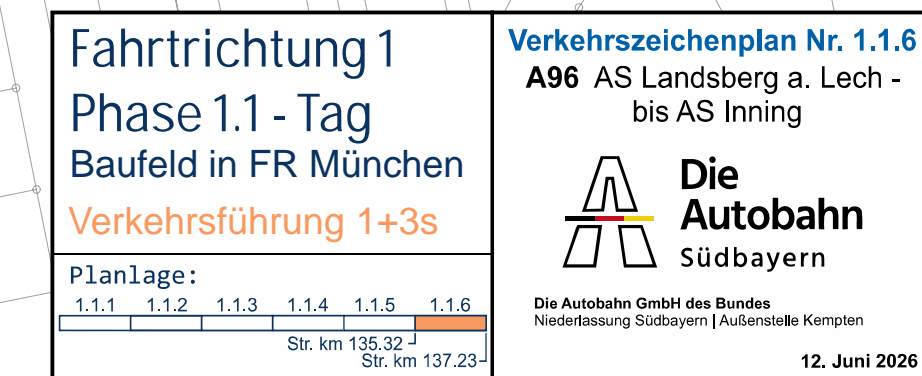 Fahrtrichtung 1
Phase 1.1 - Tag
Baufeld in FR München
Verkehrsführung 1+3s
Planlage:
1.1.1 1.1.2 1.1.3 1.1.4 1.1.5 1.1.6
Str. km 135.32
Str. km 137.23
Verkehrszeichenplan Nr. 1.1.6
A96 AS Landsberg a. Lech -
bis AS Inning
Die
Autobahn
Südbayern
Die Autobahn GmbH des Bundes
Niederlassung Südbayern | Außenstelle Kempten
12. Juni 2026